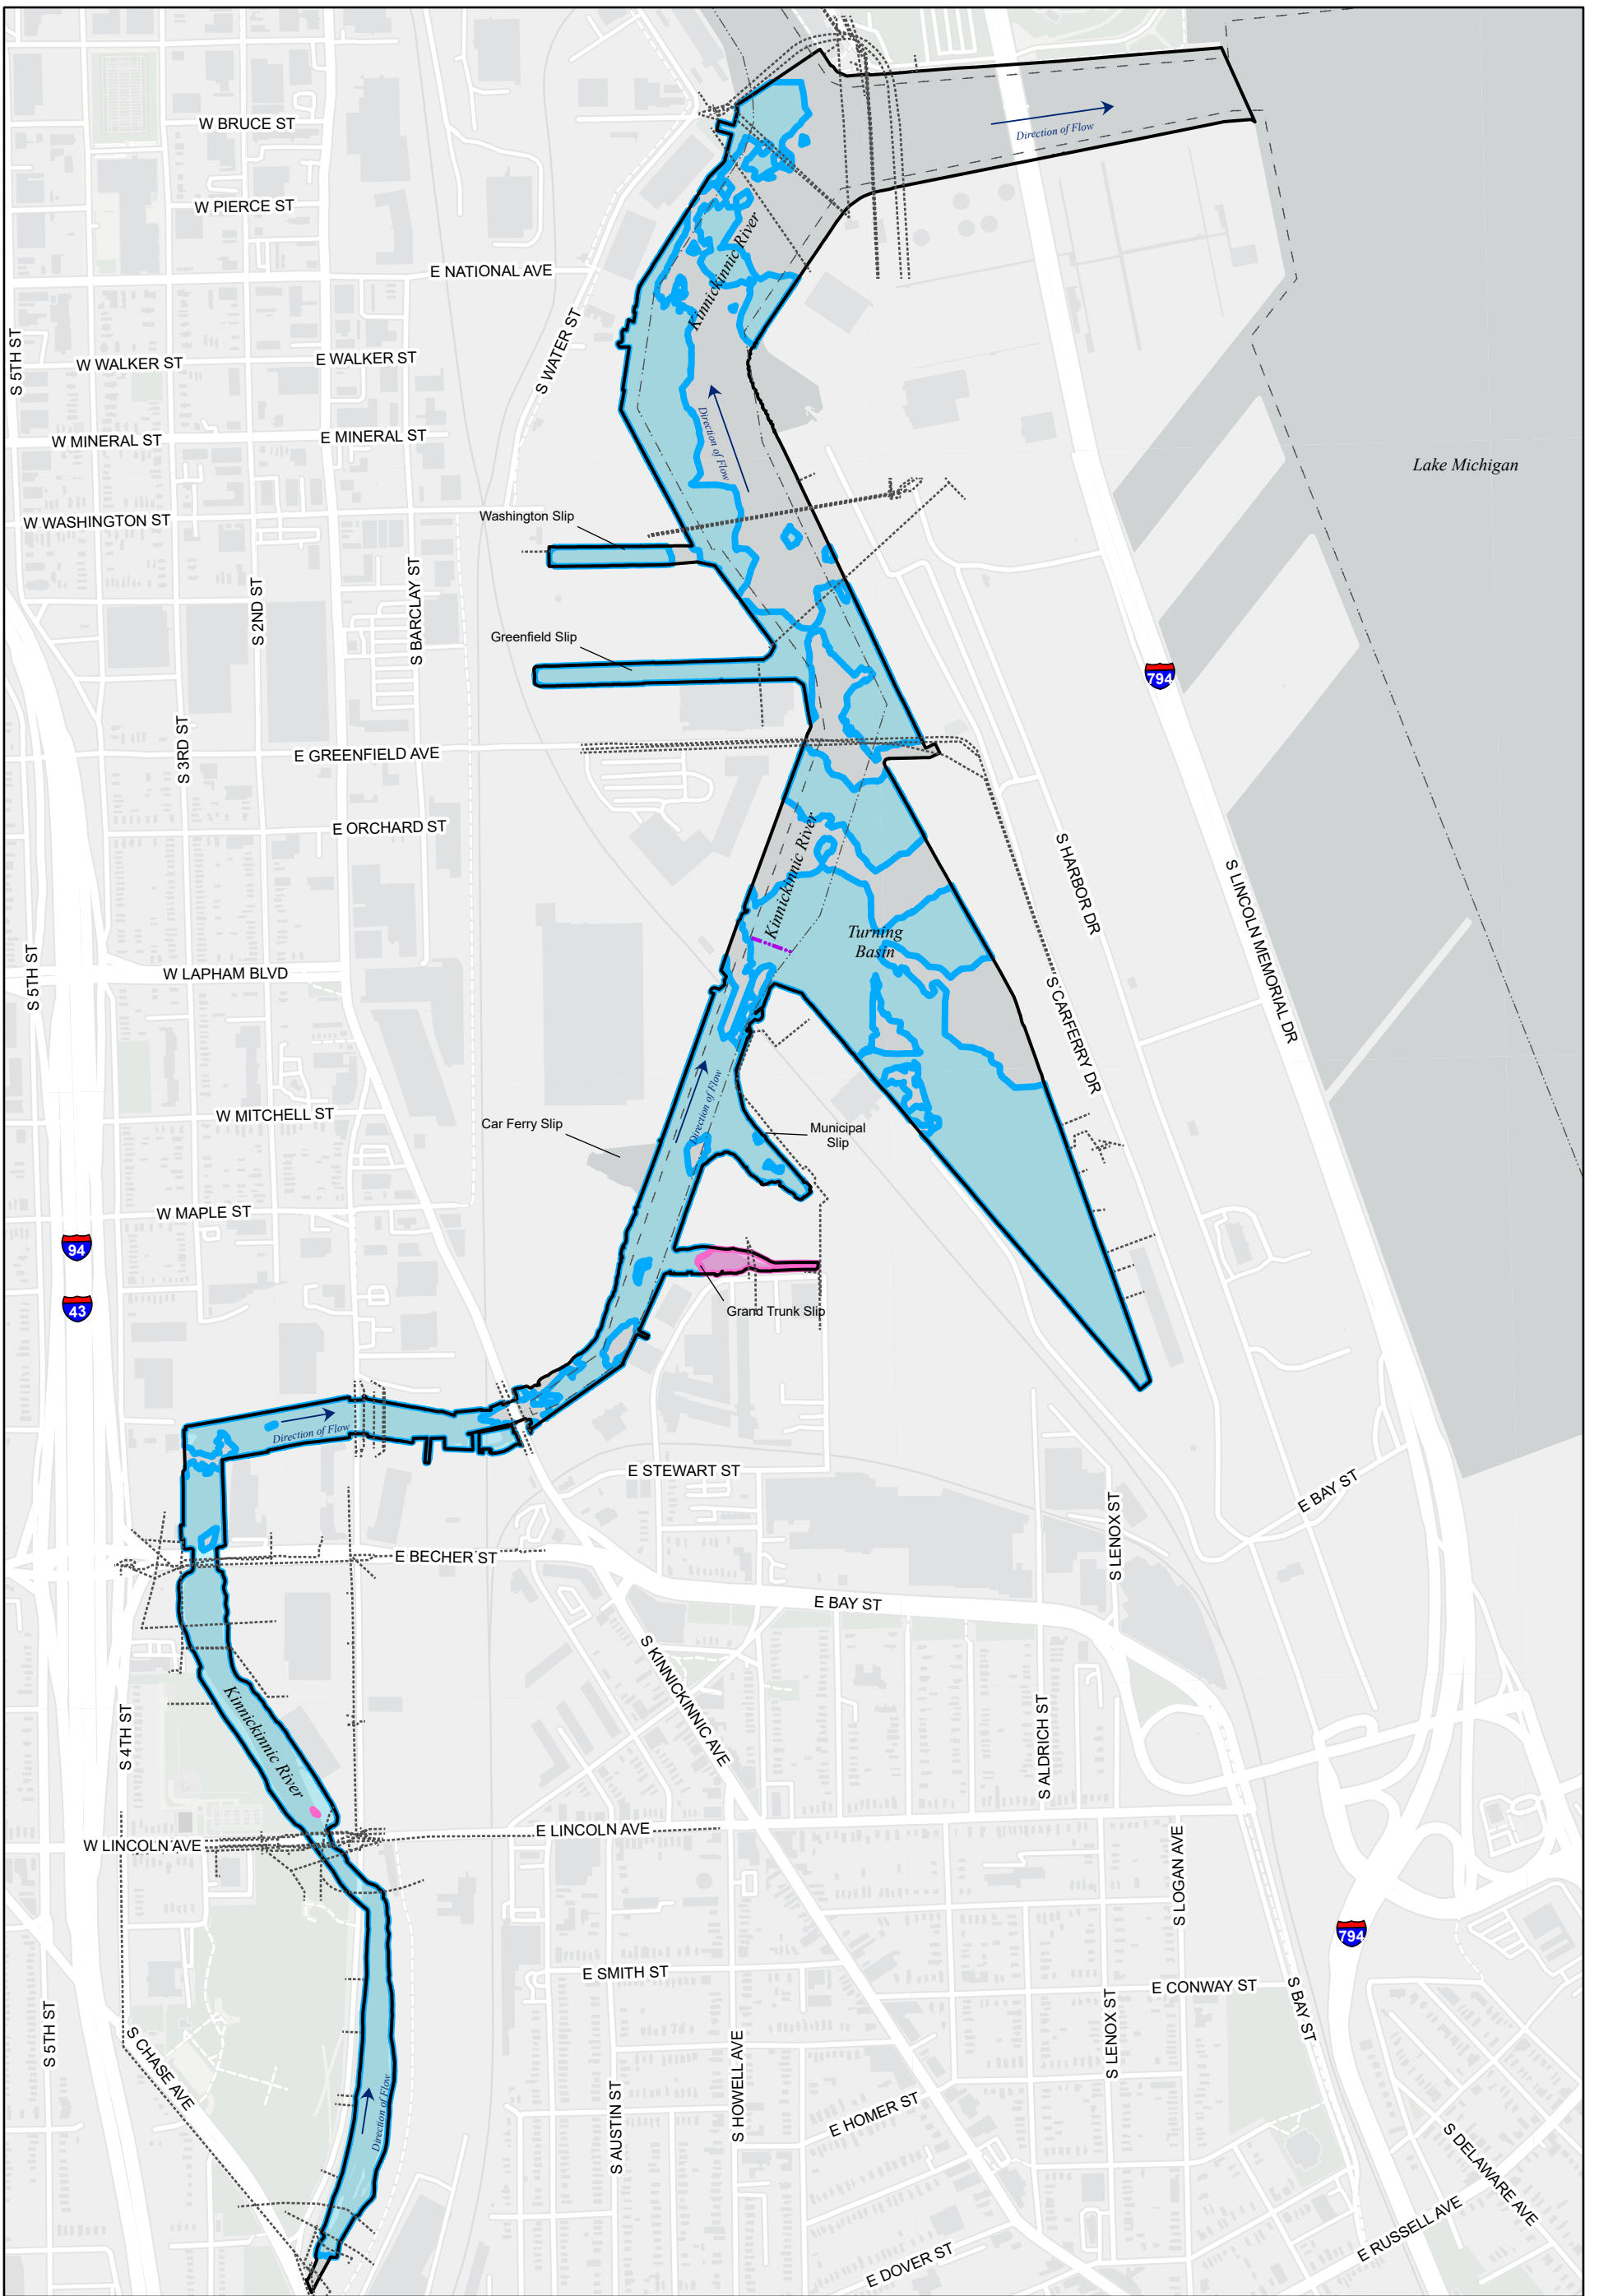 W BRUCE ST
Direction of Flow
W PIERCE ST
E NATIONAL AVE
Kinnickinnic River
S 5TH ST
S WATER ST
W WALKER ST
E WALKER ST
W MINERAL ST
E MINERAL ST
Direction of Flow
Lake Michigan
W WASHINGTON ST
Washington Slip
S 2ND ST
S BARCLAY ST
Greenfield Slip
794
S 3RD ST
E GREENFIELD AVE
E ORCHARD ST
Kinnickinnic River
S HARBOR DR
S LINCOLN MEMORIAL DR
Turning
Basin
S 5TH ST
W LAPHAM BLVD
S CARFERRY DR
Direction of Flow
W MITCHELL ST
Car Ferry Slip
Municipal
Slip
W MAPLE ST
94
43
Grand Trunk Slip
Direction of Flow
E STEWART ST
E BAY ST
S LENOX ST
E BECHER ST
E BAY ST
S KINNICKINNIC AVE
Kinnickinnic River
S 4TH ST
S ALDRICH ST
W LINCOLN AVE
E LINCOLN AVE
S LOGAN AVE
794
E SMITH ST
E CONWAY ST
S 5TH ST
S CHASE AVE
S BAY ST
S LENOX ST
S HOWELL AVE
S AUSTIN ST
Direction of Flow
E HOMER ST
S DELAWARE AVE
E RUSSELL AVE
E DOVER ST